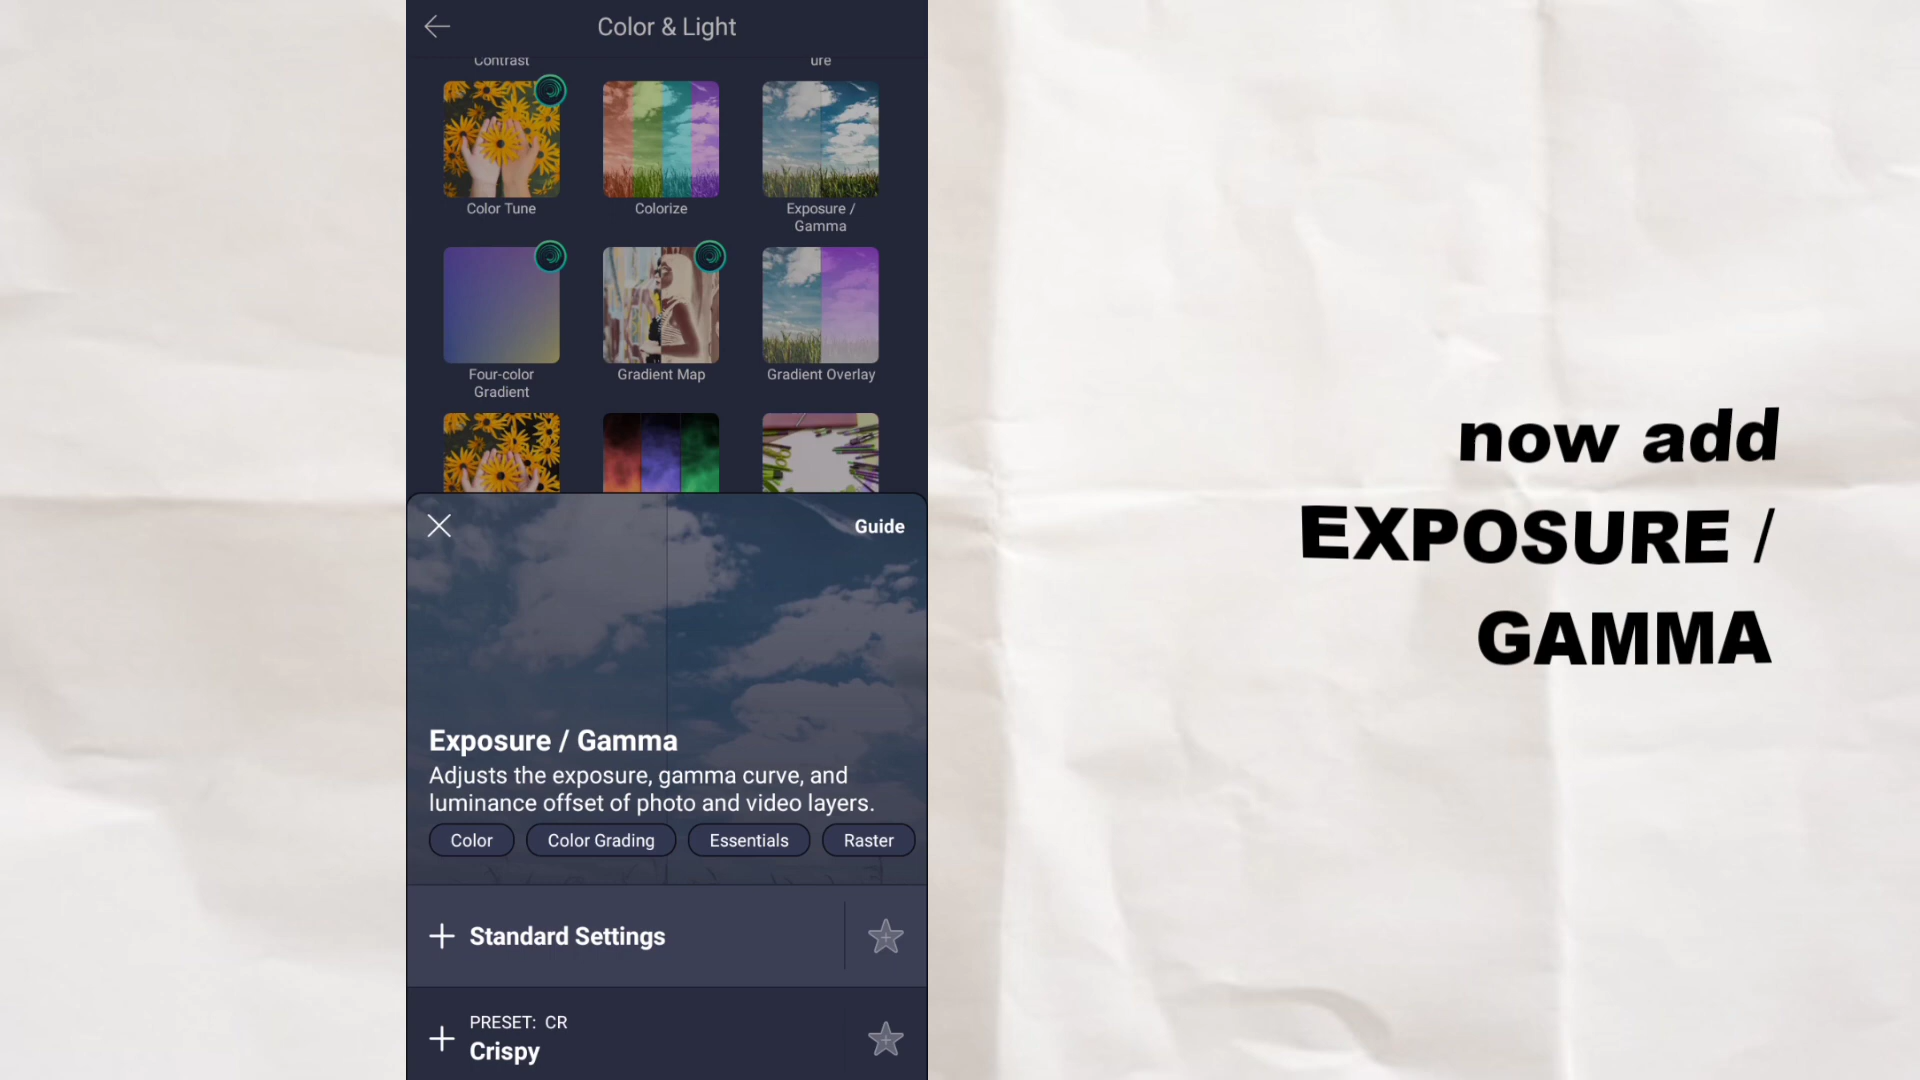 Color & Light
Contrast
ure
Color Tune
Colorize
Exposure /
Gamma
Four-color
Gradient
Gradient Map
Gradient Overlay
Guide
Exposure / Gamma
Adjusts the exposure, gamma curve, and
luminance offset of photo and video layers.
Color
Color Grading
Essentials
Raster
Standard Settings
PRESET: CR
Crispy
now add
EXPOSURE /
GAMMA